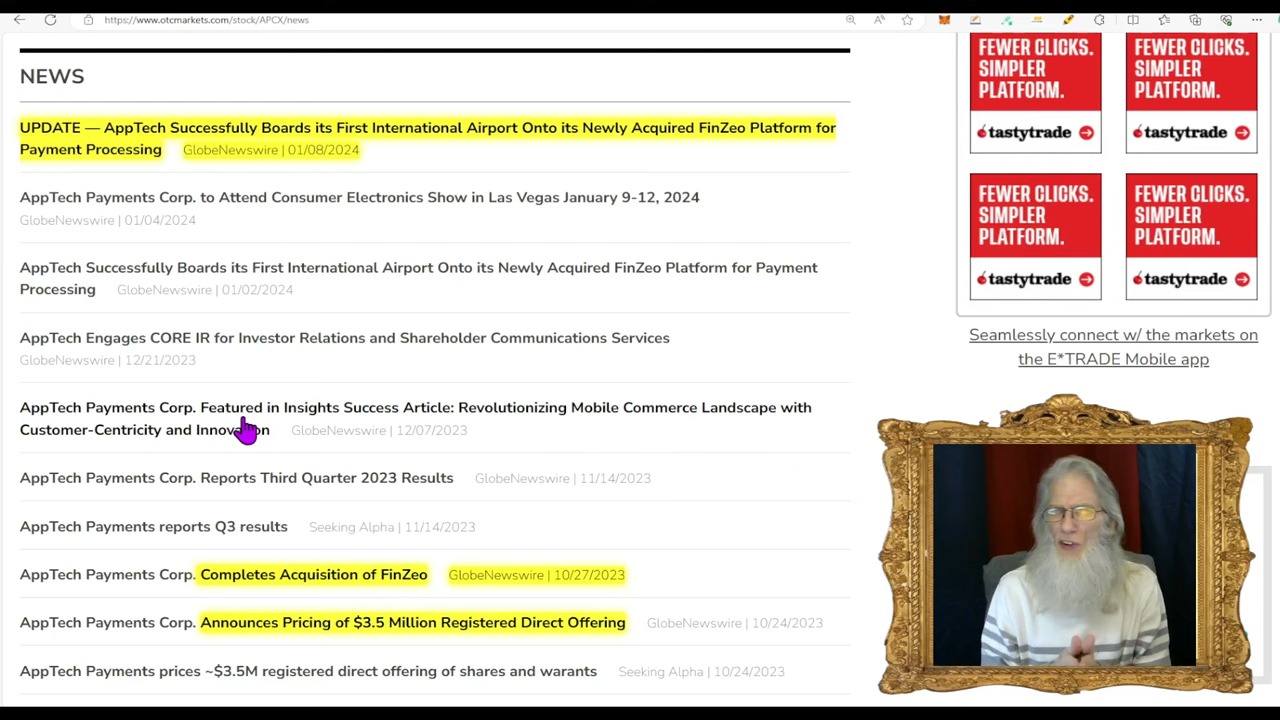 https://www.otcmarkets.com/stock/APCX/news
NEWS
UPDATE — AppTech Successfully Boards its First International Airport Onto its Newly Acquired FinZeo Platform for
Payment Processing GlobeNewswire | 01/08/2024
AppTech Payments Corp. to Attend Consumer Electronics Show in Las Vegas January 9-12, 2024
GlobeNewswire | 01/04/2024
AppTech Successfully Boards its First International Airport Onto its Newly Acquired FinZeo Platform for Payment
Processing GlobeNewswire | 01/02/2024
AppTech Engages CORE IR for Investor Relations and Shareholder Communications Services
GlobeNewswire | 12/21/2023
AppTech Payments Corp. Featured in Insights Success Article: Revolutionizing Mobile Commerce Landscape with
Customer-Centricity and Innovation GlobeNewswire | 12/07/2023
AppTech Payments Corp. Reports Third Quarter 2023 Results GlobeNewswire | 11/14/2023
AppTech Payments reports Q3 results Seeking Alpha | 11/14/2023
AppTech Payments Corp. Completes Acquisition of FinZeo GlobeNewswire | 10/27/2023
AppTech Payments Corp. Announces Pricing of $3.5 Million Registered Direct Offering GlobeNewswire | 10/24/2023
AppTech Payments prices ~$3.5M registered direct offering of shares and warrants Seeking Alpha | 10/24/2023
FEWER CLICKS.
SIMPLER
PLATFORM.
tastytrade
FEWER CLICKS.
SIMPLER
PLATFORM.
tastytrade
FEWER CLICKS.
SIMPLER
PLATFORM.
tastytrade
FEWER CLICKS.
SIMPLER
PLATFORM.
tastytrade
Seamlessly connect w/ the markets on
the E*TRADE Mobile app